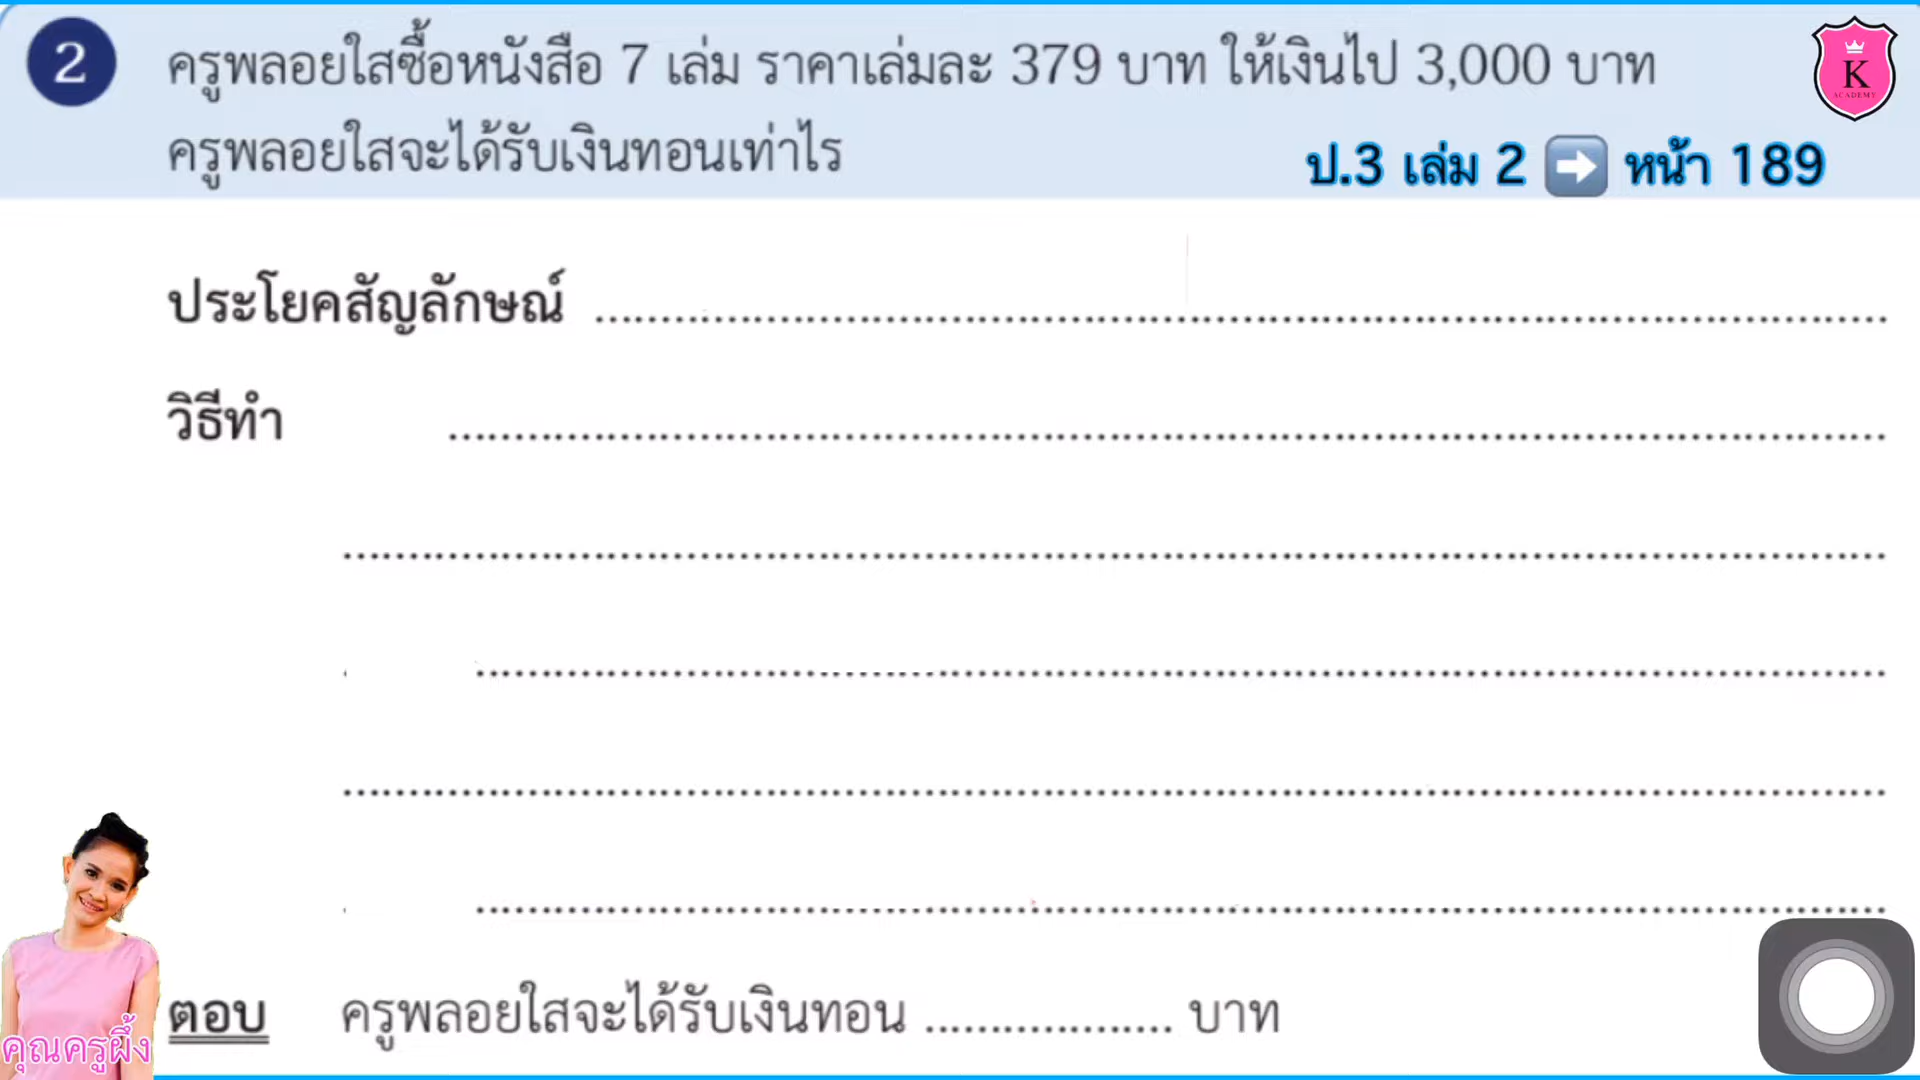 2 ครูพลอยใสซื้อหนังสือ 7 เล่ม ราคาเล่มละ 379 บาท ให้เงินไป 3,000 บาท
ครูพลอยใสจะได้รับเงินทอนเท่าไร
K
ACADEMY
ป.3 เล่ม 2 ➡ หน้า 189
ประโยคสัญลักษณ์ ................................................
วิธีทำ ................................................
................................................
................................................
................................................
................................................
ตอบ ครูพลอยใสจะได้รับเงินทอน ................... บาท
คุณครูผึ้ง